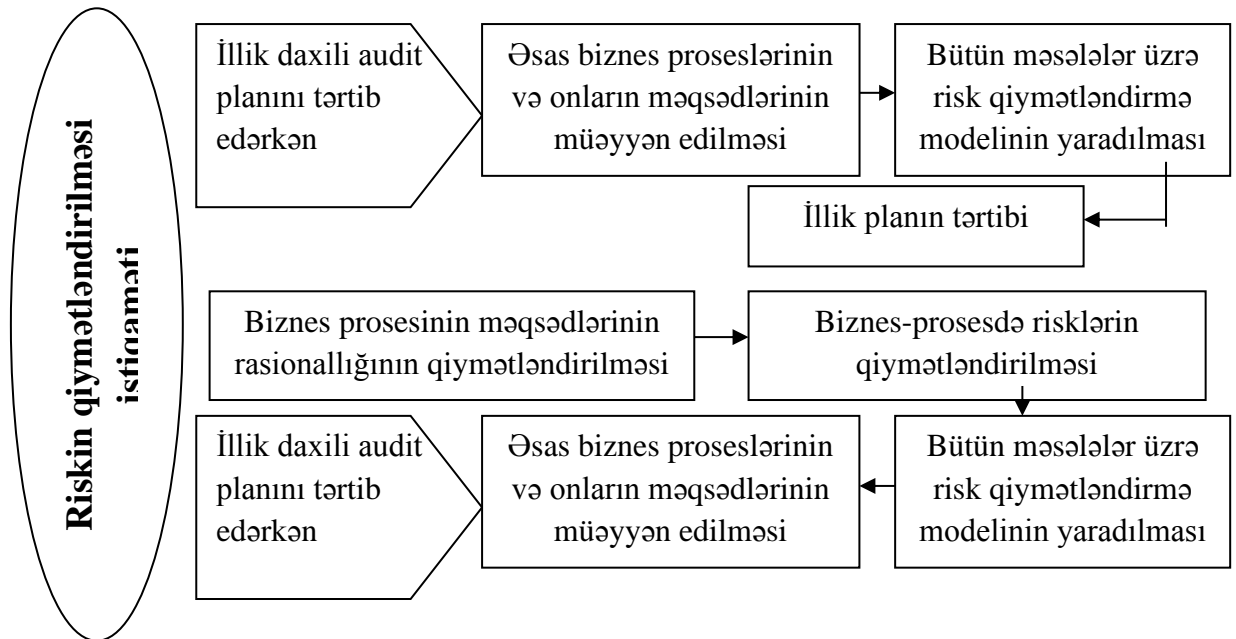 Riskin qiymətləndirilməsi
istiqaməti
İllik daxili audit
planını tərtib
edərkən
Əsas biznes proseslərinin
və onların məqsədlərinin
müəyyən edilməsi
Bütün məsələlər üzrə
risk qiymətləndirmə
modelinin yaradılması
İllik planın tərtibi
Biznes prosesinin məqsədlərinin
rasionallığının qiymətləndirilməsi
Biznes-prosesdə risklərin
qiymətləndirilməsi
İllik daxili audit
planını tərtib
edərkən
Əsas biznes proseslərinin
və onların məqsədlərinin
müəyyən edilməsi
Bütün məsələlər üzrə
risk qiymətləndirmə
modelinin yaradılması